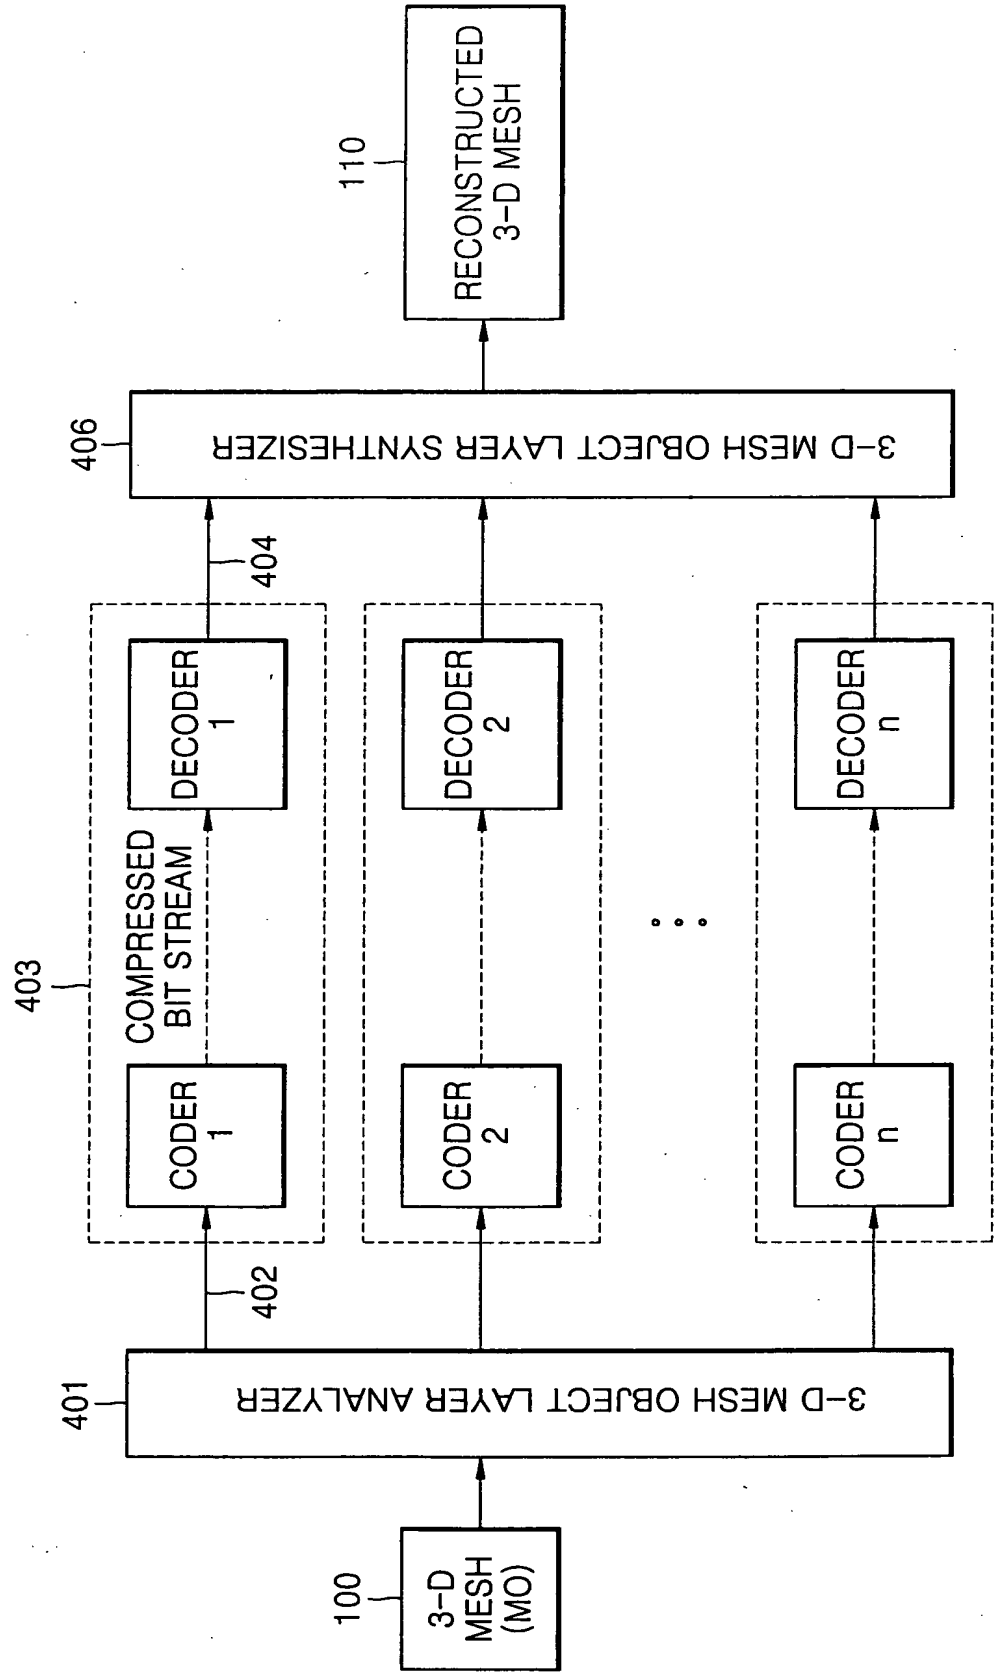 100
3-D
MESH
(MO)
401
3-D MESH OBJECT LAYER ANALYZER
402
403
CODER
1
COMPRESSED
BIT STREAM
DECODER
1
404
CODER
2
DECODER
2
CODER
n
DECODER
n
406
3-D MESH OBJECT LAYER SYNTHESIZER
110
RECONSTRUCTED
3-D MESH